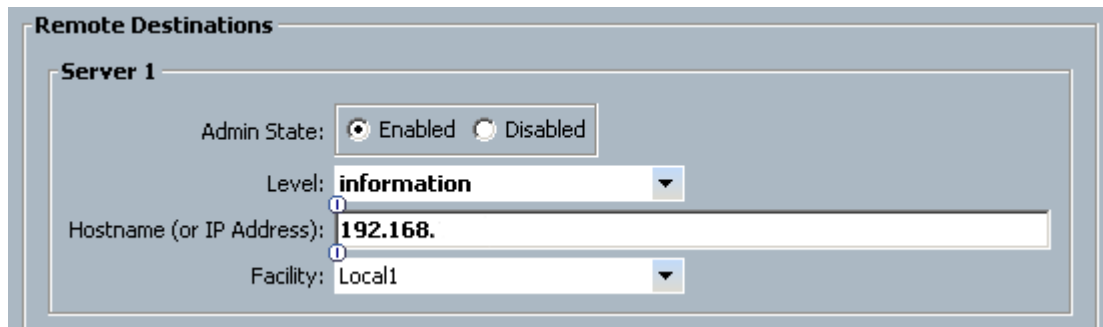 Remote Destinations
Server 1
Admin State: Enabled Disabled
Level: information
Hostname (or IP Address): 192.168.
Facility: Local1